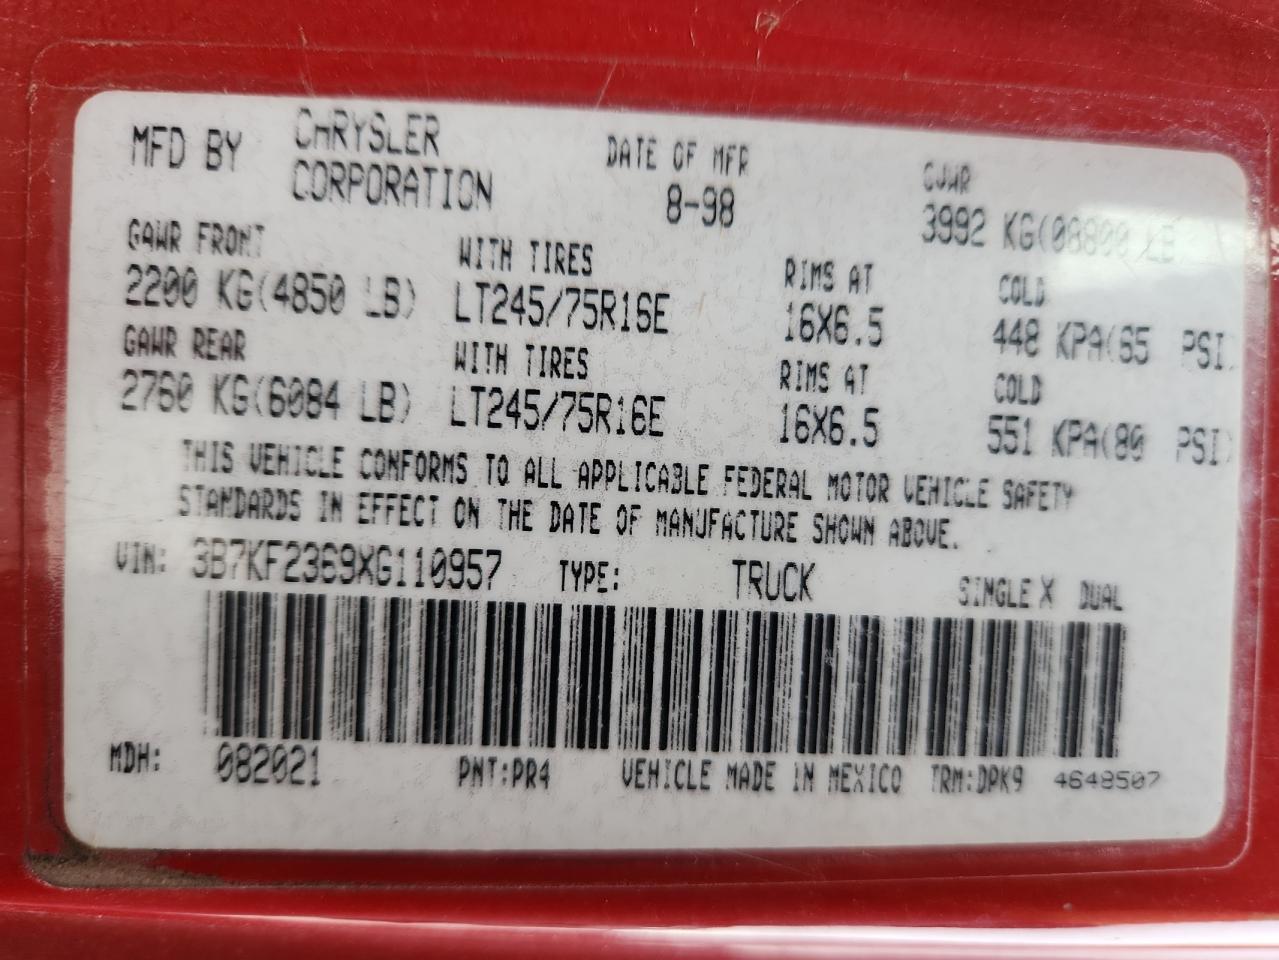 MFD BY CHRYSLER CORPORATION DATE OF MFR 8-98 GVWR 3992 KG(08800 LB)
GAWR FRONT WITH TIRES RIMS AT COLD
2200 KG(4850 LB) LT245/75R16E 16X6.5 448 KPA(65 PSI)
GAWR REAR WITH TIRES RIMS AT COLD
2760 KG(6084 LB) LT245/75R16E 16X6.5 551 KPA(80 PSI)
THIS VEHICLE CONFORMS TO ALL APPLICABLE FEDERAL MOTOR VEHICLE SAFETY
STANDARDS IN EFFECT ON THE DATE OF MANUFACTURE SHOWN ABOVE.
VIN: 3B7KF2369XG110957 TYPE: TRUCK SINGLE X DUAL
MDH: 082021 PNT:PR4 VEHICLE MADE IN MEXICO TRM:DPK9 4648507